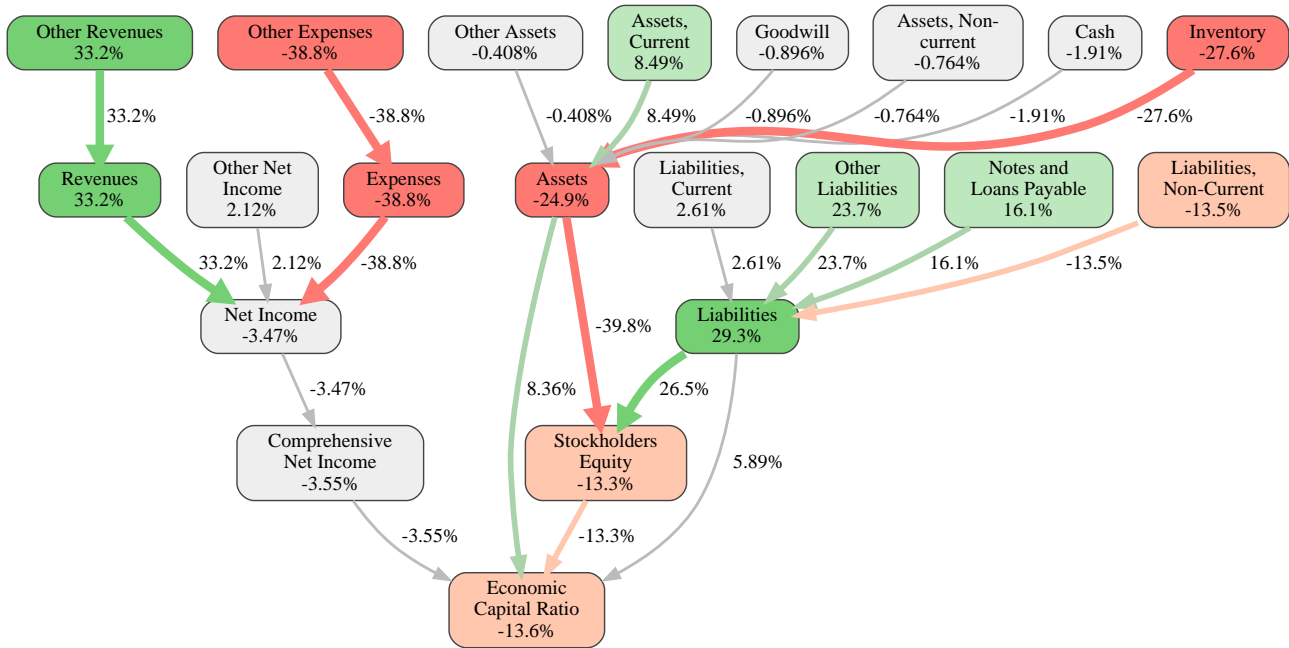 Other Revenues
33.2%
Other Expenses
-38.8%
Other Assets
-0.408%
Assets,
Current
8.49%
Goodwill
-0.896%
Assets, Non-
current
-0.764%
Cash
-1.91%
Inventory
-27.6%
33.2%
-38.8%
-0.408%
8.49%
-0.896%
-0.764%
-1.91%
-27.6%
Revenues
33.2%
Other Net
Income
2.12%
Expenses
-38.8%
Assets
-24.9%
Liabilities,
Current
2.61%
Other
Liabilities
23.7%
Notes and
Loans Payable
16.1%
Liabilities,
Non-Current
-13.5%
33.2%
2.12%
-38.8%
2.61%
23.7%
16.1%
-13.5%
Net Income
-3.47%
-39.8%
Liabilities
29.3%
-3.47%
8.36%
26.5%
Comprehensive
Net Income
-3.55%
Stockholders
Equity
-13.3%
5.89%
-3.55%
-13.3%
Economic
Capital Ratio
-13.6%